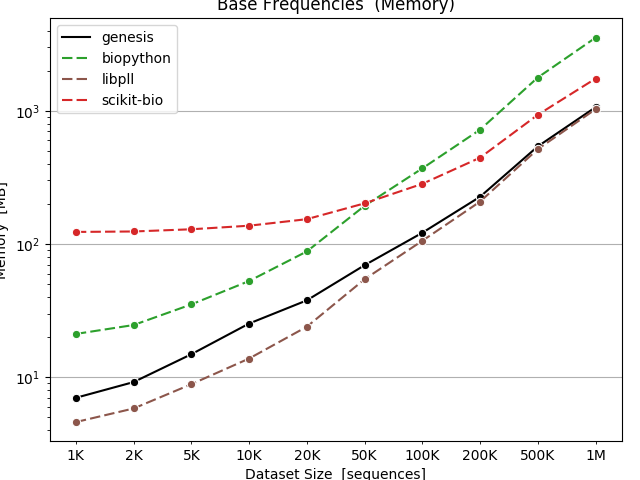 Base Frequencies (Memory)
genesis
biopython
libpll
scikit-bio
10³
10²
10¹
Memory [MB]
1K 2K 5K 10K 20K 50K 100K 200K 500K 1M
Dataset Size [sequences]